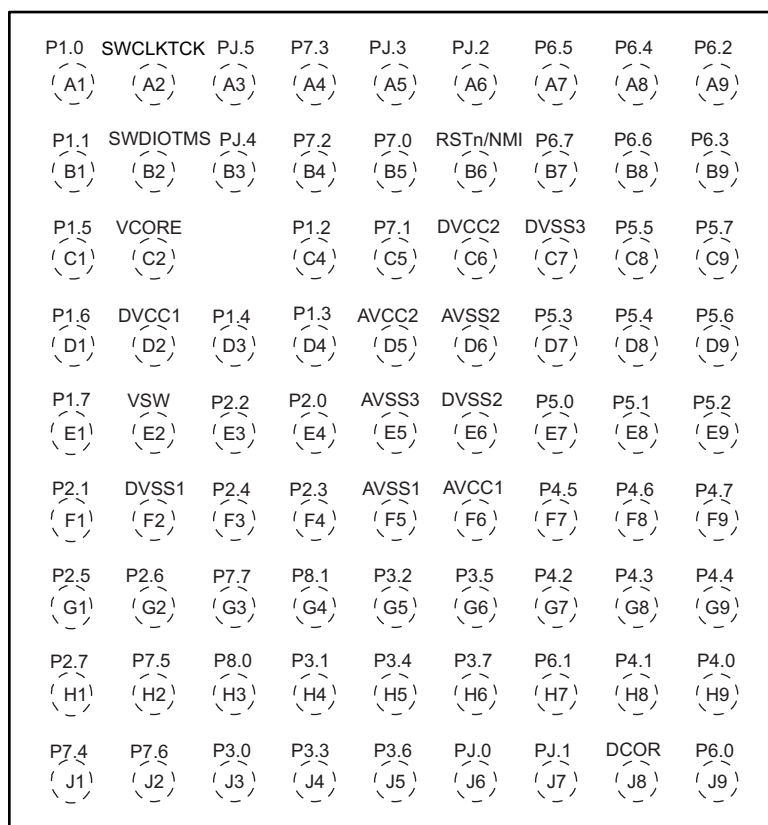 P1.0 SWCLKTCK PJ.5 P7.3 PJ.3 PJ.2 P6.5 P6.4 P6.2
A1 A2 A3 A4 A5 A6 A7 A8 A9
P1.1 SWDIOTMS PJ.4 P7.2 P7.0 RSTn/NMI P6.7 P6.6 P6.3
B1 B2 B3 B4 B5 B6 B7 B8 B9
P1.5 VCORE P1.2 P7.1 DVCC2 DVSS3 P5.5 P5.7
C1 C2 C4 C5 C6 C7 C8 C9
P1.6 DVCC1 P1.4 P1.3 AVCC2 AVSS2 P5.3 P5.4 P5.6
D1 D2 D3 D4 D5 D6 D7 D8 D9
P1.7 VSW P2.2 P2.0 AVSS3 DVSS2 P5.0 P5.1 P5.2
E1 E2 E3 E4 E5 E6 E7 E8 E9
P2.1 DVSS1 P2.4 P2.3 AVSS1 AVCC1 P4.5 P4.6 P4.7
F1 F2 F3 F4 F5 F6 F7 F8 F9
P2.5 P2.6 P7.7 P8.1 P3.2 P3.5 P4.2 P4.3 P4.4
G1 G2 G3 G4 G5 G6 G7 G8 G9
P2.7 P7.5 P8.0 P3.1 P3.4 P3.7 P6.1 P4.1 P4.0
H1 H2 H3 H4 H5 H6 H7 H8 H9
P7.4 P7.6 P3.0 P3.3 P3.6 PJ.0 PJ.1 DCOR P6.0
J1 J2 J3 J4 J5 J6 J7 J8 J9